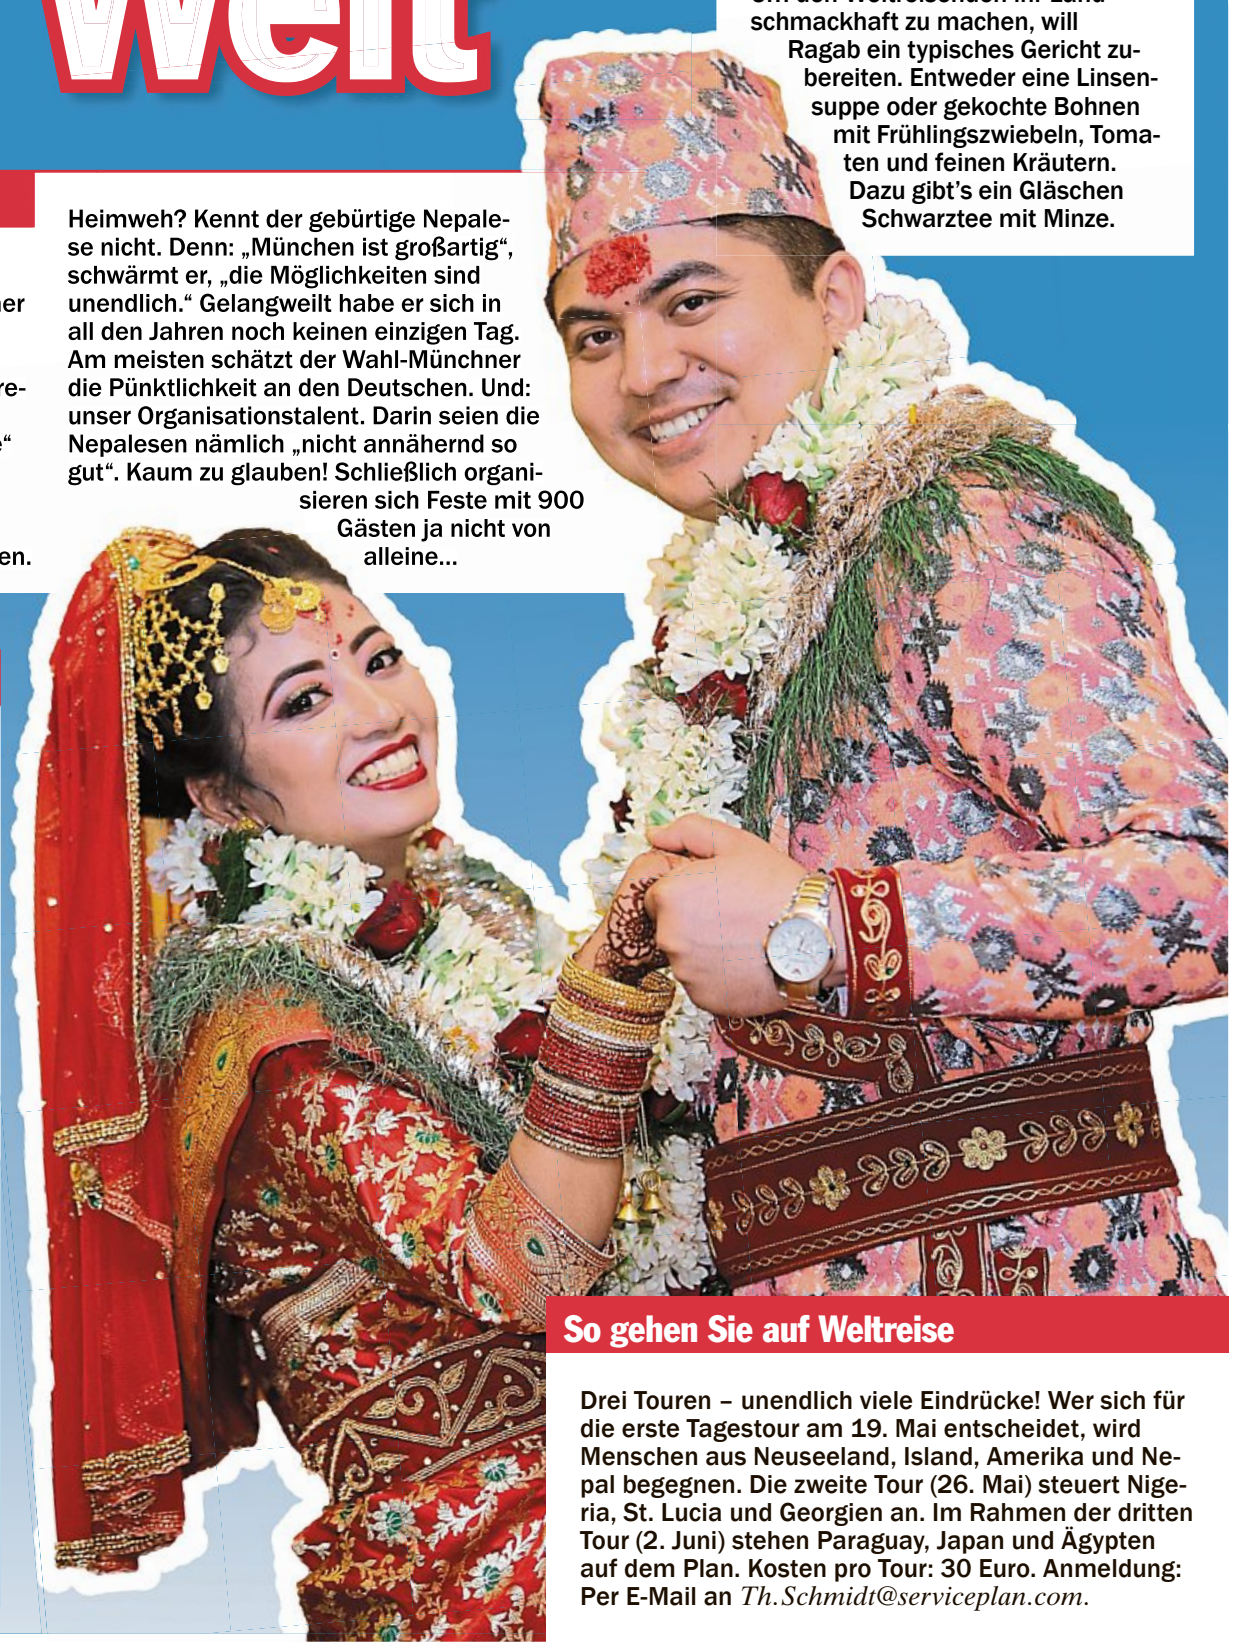 Welt
schmackhaft zu machen, will
Ragab ein typisches Gericht zu-
bereiten. Entweder eine Linsen-
suppe oder gekochte Bohnen
mit Frühlingszwiebeln, Toma-
ten und feinen Kräutern.
Dazu gibt’s ein Gläschen
Schwarztee mit Minze.
Heimweh? Kennt der gebürtige Nepale-
se nicht. Denn: „München ist großartig“,
schwärmt er, „die Möglichkeiten sind
unendlich.“ Gelangweilt habe er sich in
all den Jahren noch keinen einzigen Tag.
Am meisten schätzt der Wahl-Münchner
die Pünktlichkeit an den Deutschen. Und:
unser Organisationstalent. Darin seien die
Nepalesen nämlich „nicht annähernd so
gut“. Kaum zu glauben! Schließlich organi-
sieren sich Feste mit 900
Gästen ja nicht von
alleine...
en.
So gehen Sie auf Weltreise
Drei Touren – unendlich viele Eindrücke! Wer sich für
die erste Tagestour am 19. Mai entscheidet, wird
Menschen aus Neuseeland, Island, Amerika und Ne-
pal begegnen. Die zweite Tour (26. Mai) steuert Nige-
ria, St. Lucia und Georgien an. Im Rahmen der dritten
Tour (2. Juni) stehen Paraguay, Japan und Ägypten
auf dem Plan. Kosten pro Tour: 30 Euro. Anmeldung:
Per E-Mail an Th.Schmidt@serviceplan.com.